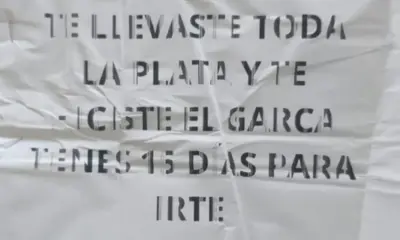 TE LLEVASTE TODA
LA PLATA Y TE
HICISTE EL GARCA
TENES 15 DIAS PARA
IRTE